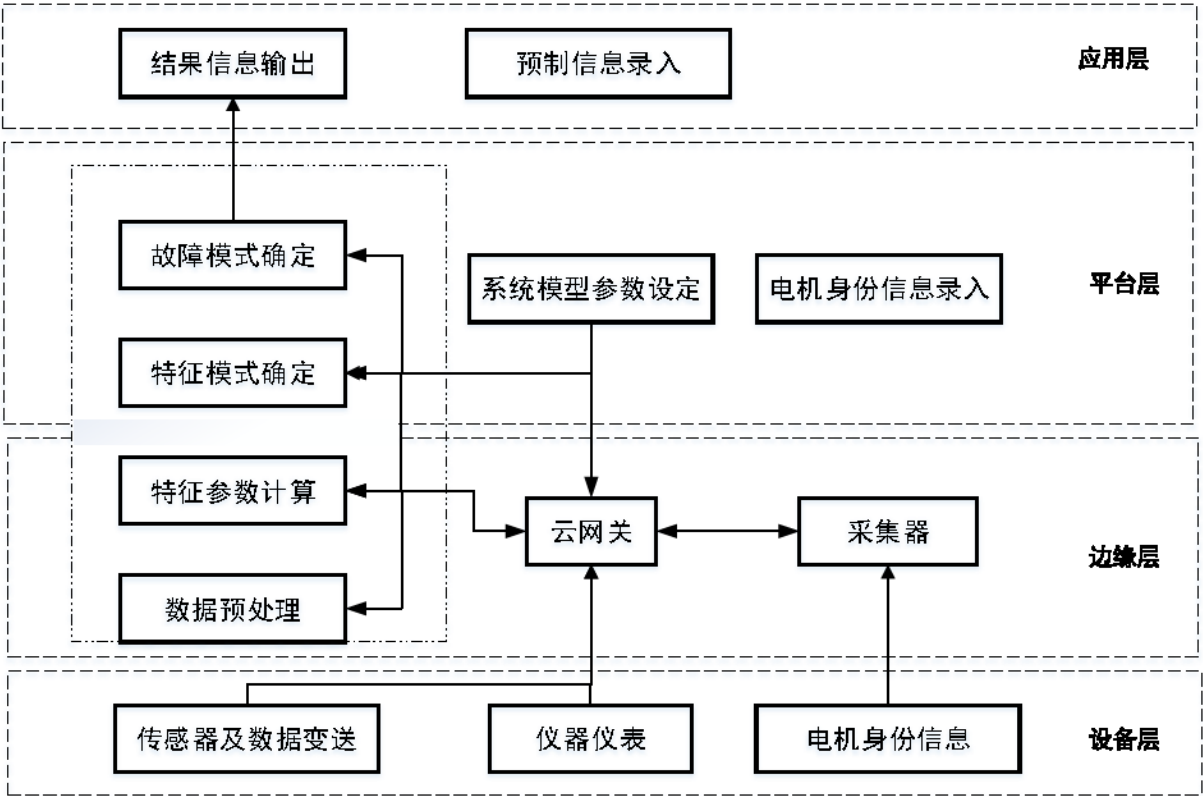 结果信息输出
预制信息录入
应用层
故障模式确定
系统模型参数设定
电机身份信息录入
平台层
特征模式确定
特征参数计算
云网关
采集器
边缘层
数据预处理
传感器及数据变送
仪器仪表
电机身份信息
设备层